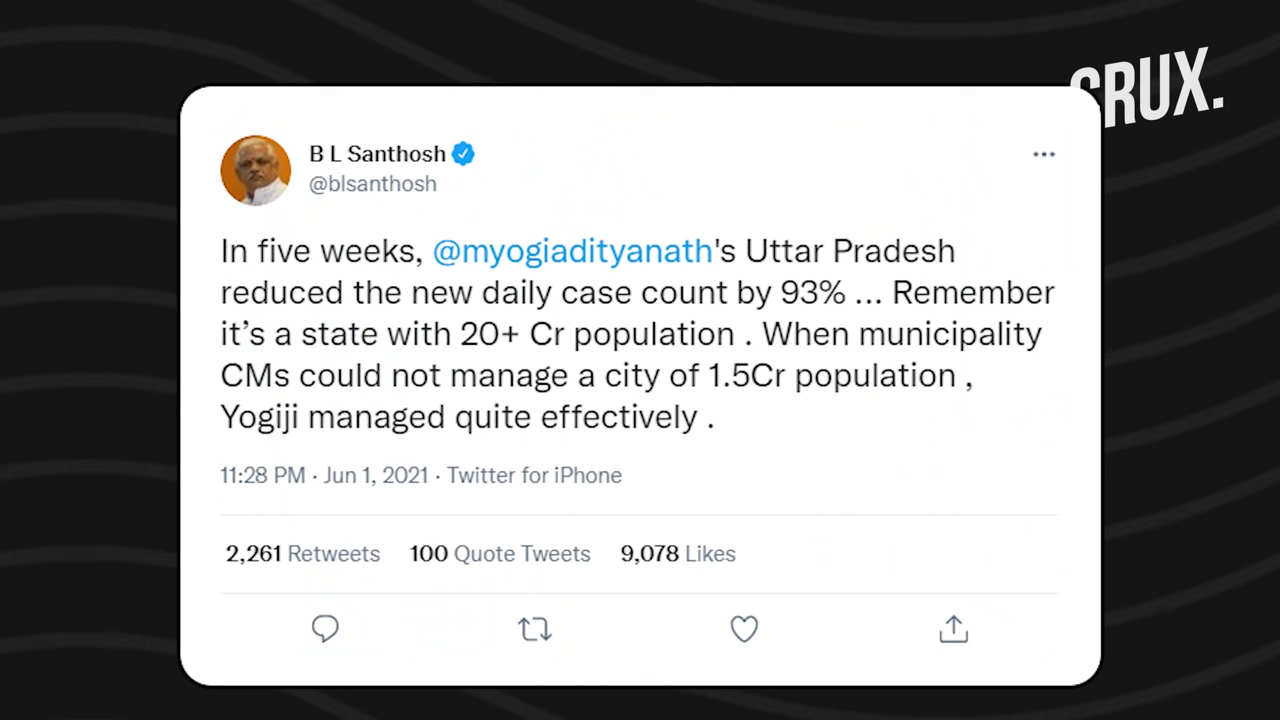 CRUX.
B L Santhosh
@blsanthosh
In five weeks, @myogiadityanath's Uttar Pradesh
reduced the new daily case count by 93% ... Remember
it’s a state with 20+ Cr population . When municipality
CMs could not manage a city of 1.5Cr population ,
Yogiji managed quite effectively .
11:28 PM · Jun 1, 2021 · Twitter for iPhone
2,261 Retweets 100 Quote Tweets 9,078 Likes